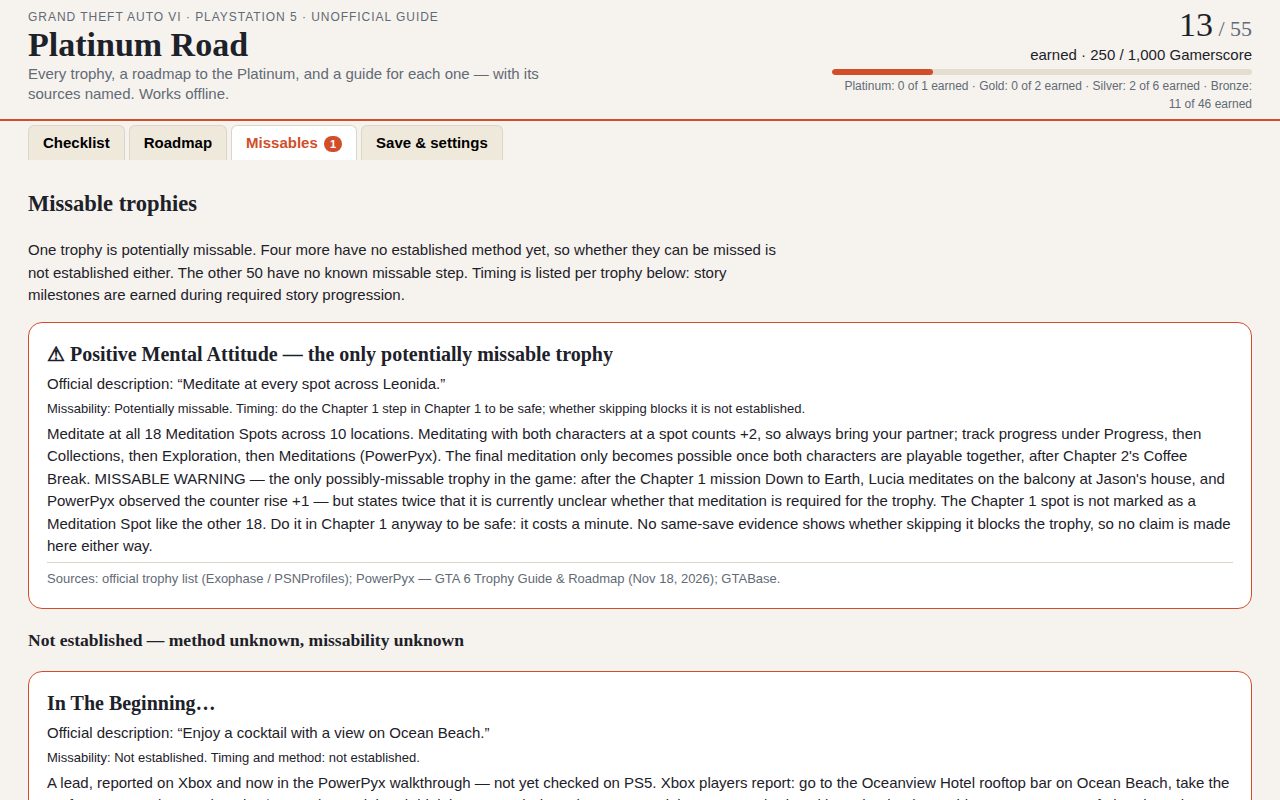 GRAND THEFT AUTO VI · PLAYSTATION 5 · UNOFFICIAL GUIDE
Platinum Road
Every trophy, a roadmap to the Platinum, and a guide for each one — with its
sources named. Works offline.
13 / 55
earned · 250 / 1,000 Gamerscore
Platinum: 0 of 1 earned · Gold: 0 of 2 earned · Silver: 2 of 6 earned · Bronze:
11 of 46 earned
Checklist
Roadmap
Missables 1
Save & settings
Missable trophies
One trophy is potentially missable. Four more have no established method yet, so whether they can be missed is
not established either. The other 50 have no known missable step. Timing is listed per trophy below: story
milestones are earned during required story progression.
⚠ Positive Mental Attitude — the only potentially missable trophy
Official description: “Meditate at every spot across Leonida.”
Missability: Potentially missable. Timing: do the Chapter 1 step in Chapter 1 to be safe; whether skipping blocks it is not established.
Meditate at all 18 Meditation Spots across 10 locations. Meditating with both characters at a spot counts +2, so always bring your partner; track progress under Progress, then
Collections, then Exploration, then Meditations (PowerPyx). The final meditation only becomes possible once both characters are playable together, after Chapter 2's Coffee
Break. MISSABLE WARNING — the only possibly-missable trophy in the game: after the Chapter 1 mission Down to Earth, Lucia meditates on the balcony at Jason's house, and
PowerPyx observed the counter rise +1 — but states twice that it is currently unclear whether that meditation is required for the trophy. The Chapter 1 spot is not marked as a
Meditation Spot like the other 18. Do it in Chapter 1 anyway to be safe: it costs a minute. No same-save evidence shows whether skipping it blocks the trophy, so no claim is made
here either way.
Sources: official trophy list (Exophase / PSNProfiles); PowerPyx — GTA 6 Trophy Guide & Roadmap (Nov 18, 2026); GTABase.
Not established — method unknown, missability unknown
In The Beginning…
Official description: “Enjoy a cocktail with a view on Ocean Beach.”
Missability: Not established. Timing and method: not established.
A lead, reported on Xbox and now in the PowerPyx walkthrough — not yet checked on PS5. Xbox players report: go to the Oceanview Hotel rooftop bar on Ocean Beach, take the